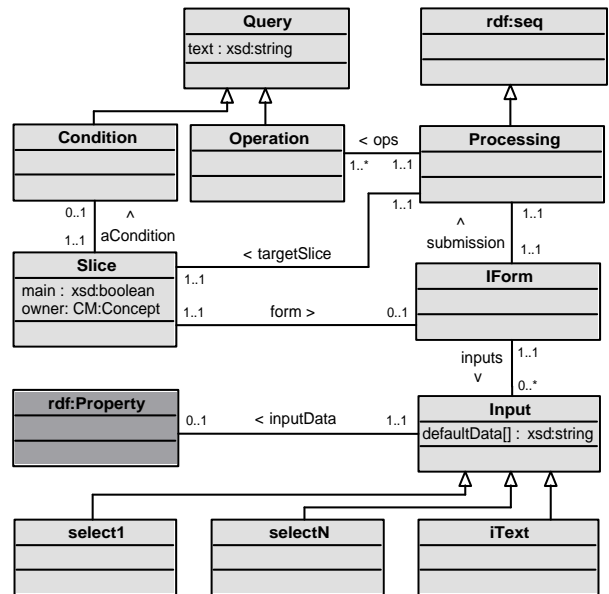 Query
text : xsd:string
rdf:seq
Condition
Operation
< ops
1..*
1..1
Processing
0..1
^
aCondition
1..1
1..1
^
submission
1..1
1..1
Slice
main : xsd:boolean
owner: CM:Concept
< targetSlice
1..1
IForm
1..1
form >
0..1
inputs
v
1..1
0..*
rdf:Property
0..1
< inputData
1..1
Input
defaultData[] : xsd:string
select1
selectN
iText